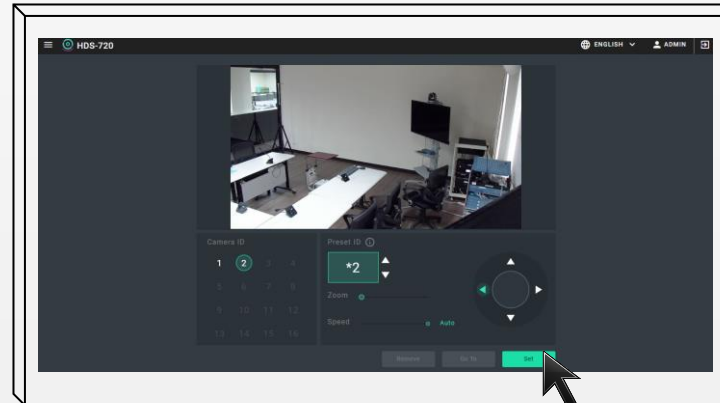 HDS-720
ENGLISH
ADMIN
Camera ID
Preset ID
1 2 3 4
5 6 7 8
9 10 11 12
13 14 15 16
*2
Zoom
Speed
Auto
Remove
Go To
Set